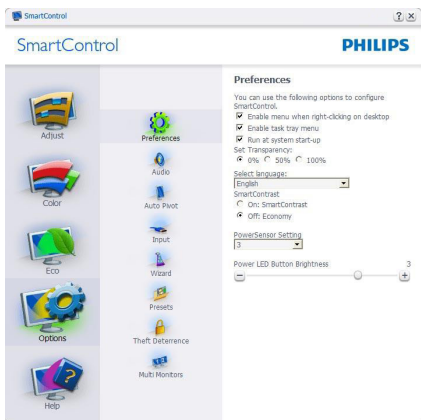 SmartControl
SmartControl
PHILIPS
Adjust
Color
Eco
Options
Help
Preferences
Audio
Auto Pivot
Input
Wizard
Presets
Theft Deterrence
Multi Monitors
Preferences
You can use the following options to configure
SmartControl.
Enable menu when right-clicking on desktop
Enable task tray menu
Run at system start-up
Set Transparency:
0% 50% 100%
Select language:
English
SmartContrast
On: SmartContrast
Off: Economy
PowerSensor Setting
3
Power LED Button Brightness 3